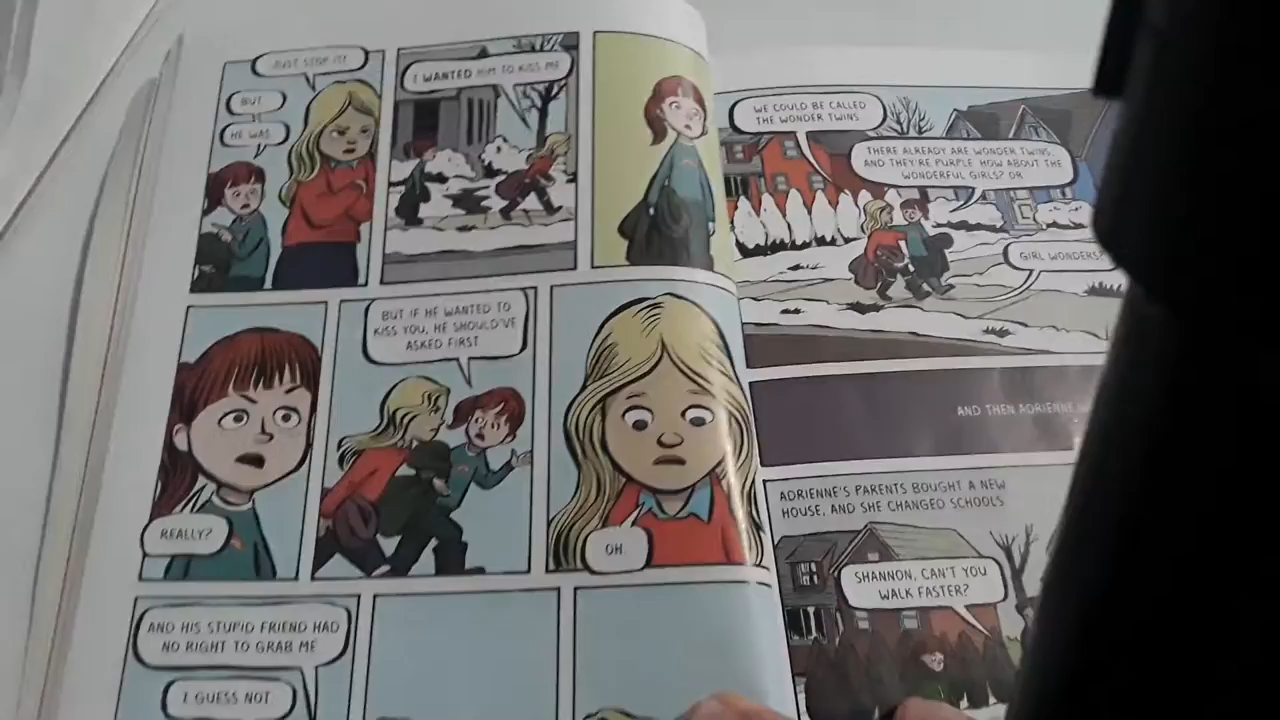 JUST STOP IT!
BUT
HE WAS
I WANTED HIM TO KISS ME
REALLY?
BUT IF HE WANTED TO
KISS YOU, HE SHOULD'VE
ASKED FIRST
OH.
AND HIS STUPID FRIEND HAD
NO RIGHT TO GRAB ME
I GUESS NOT
WE COULD BE CALLED
THE WONDER TWINS
THERE ALREADY ARE WONDER TWINS,
AND THEY'RE PURPLE. HOW ABOUT THE
WONDERFUL GIRLS? OR
GIRL WONDERS?
AND THEN ADRIENNE
ADRIENNE'S PARENTS BOUGHT A NEW
HOUSE, AND SHE CHANGED SCHOOLS
SHANNON, CAN'T YOU
WALK FASTER?